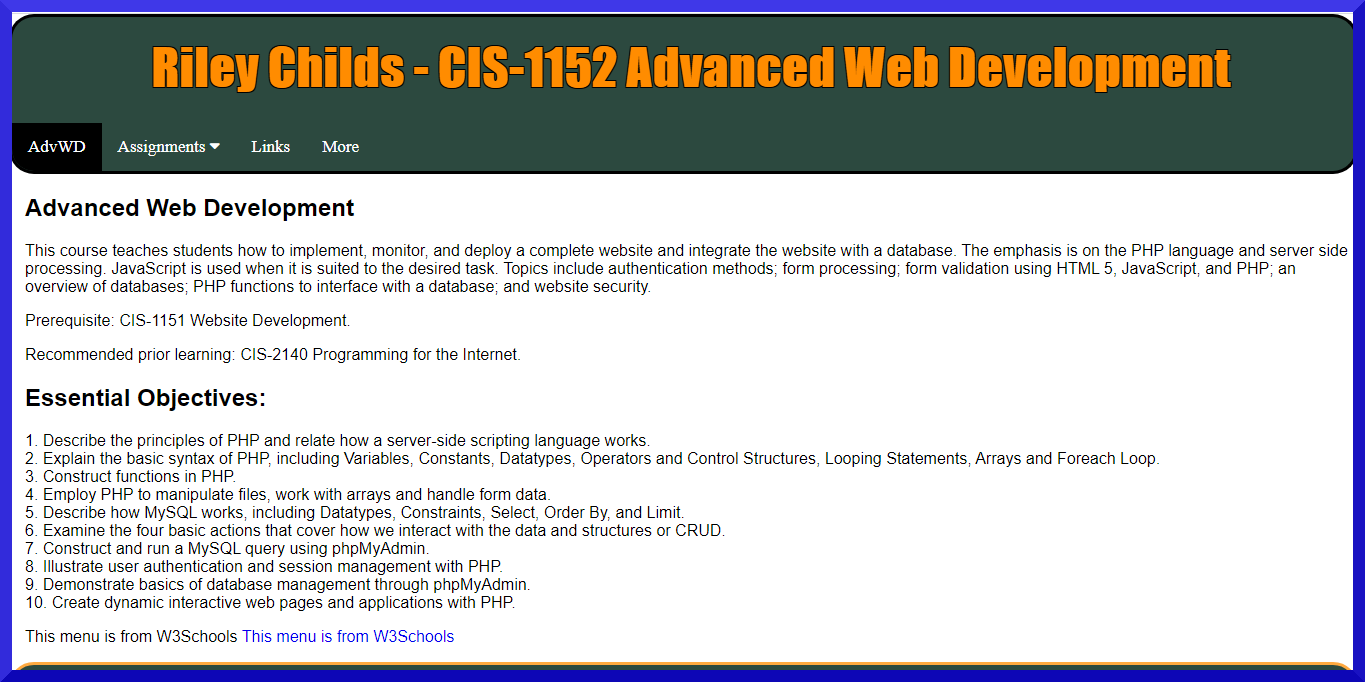 Riley Childs - CIS-1152 Advanced Web Development
AdvWD Assignments Links More
Advanced Web Development
This course teaches students how to implement, monitor, and deploy a complete website and integrate the website with a database. The emphasis is on the PHP language and server side
processing. JavaScript is used when it is suited to the desired task. Topics include authentication methods; form processing; form validation using HTML 5, JavaScript, and PHP; an
overview of databases; PHP functions to interface with a database; and website security.
Prerequisite: CIS-1151 Website Development.
Recommended prior learning: CIS-2140 Programming for the Internet.
Essential Objectives:
1. Describe the principles of PHP and relate how a server-side scripting language works.
2. Explain the basic syntax of PHP, including Variables, Constants, Datatypes, Operators and Control Structures, Looping Statements, Arrays and Foreach Loop.
3. Construct functions in PHP.
4. Employ PHP to manipulate files, work with arrays and handle form data.
5. Describe how MySQL works, including Datatypes, Constraints, Select, Order By, and Limit.
6. Examine the four basic actions that cover how we interact with the data and structures or CRUD.
7. Construct and run a MySQL query using phpMyAdmin.
8. Illustrate user authentication and session management with PHP.
9. Demonstrate basics of database management through phpMyAdmin.
10. Create dynamic interactive web pages and applications with PHP.
This menu is from W3Schools This menu is from W3Schools